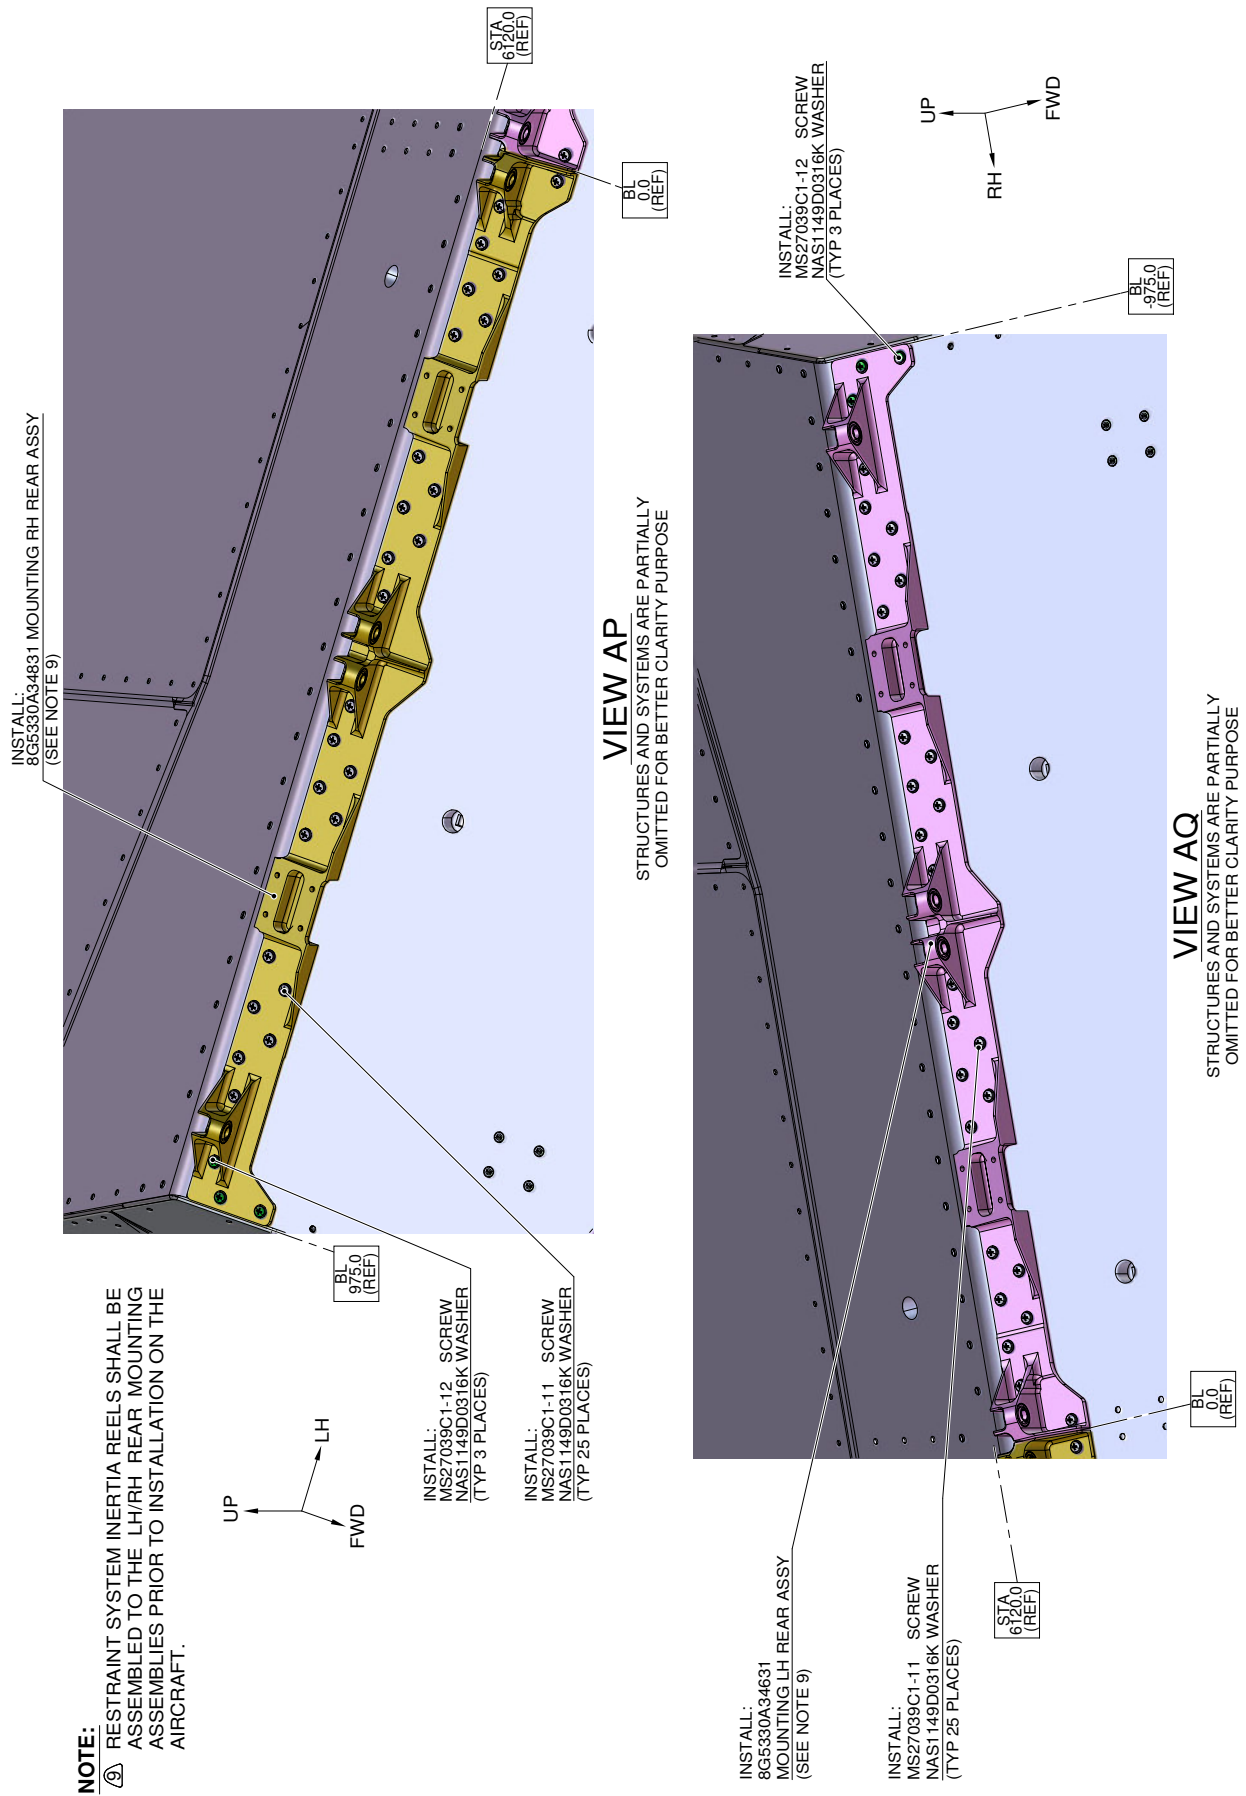 NOTE:
9 RESTRAINT SYSTEM INERTIA REELS SHALL BE
ASSEMBLED TO THE LH/RH REAR MOUNTING
ASSEMBLIES PRIOR TO INSTALLATION ON THE
AIRCRAFT.
UP
LH
FWD
INSTALL:
8G5330A34831 MOUNTING RH REAR ASSY
(SEE NOTE 9)
STA
6120.0
(REF)
BL
0.0
(REF)
BL
975.0
(REF)
INSTALL:
MS27039C1-12 SCREW
NAS1149D0316K WASHER
(TYP 3 PLACES)
INSTALL:
MS27039C1-11 SCREW
NAS1149D0316K WASHER
(TYP 25 PLACES)
VIEW AP
STRUCTURES AND SYSTEMS ARE PARTIALLY
OMITTED FOR BETTER CLARITY PURPOSE
INSTALL:
8G5330A34631
MOUNTING LH REAR ASSY
(SEE NOTE 9)
INSTALL:
MS27039C1-11 SCREW
NAS1149D0316K WASHER
(TYP 25 PLACES)
STA
6120.0
(REF)
BL
0.0
(REF)
INSTALL:
MS27039C1-12 SCREW
NAS1149D0316K WASHER
(TYP 3 PLACES)
UP
RH
FWD
BL
-975.0
(REF)
VIEW AQ
STRUCTURES AND SYSTEMS ARE PARTIALLY
OMITTED FOR BETTER CLARITY PURPOSE